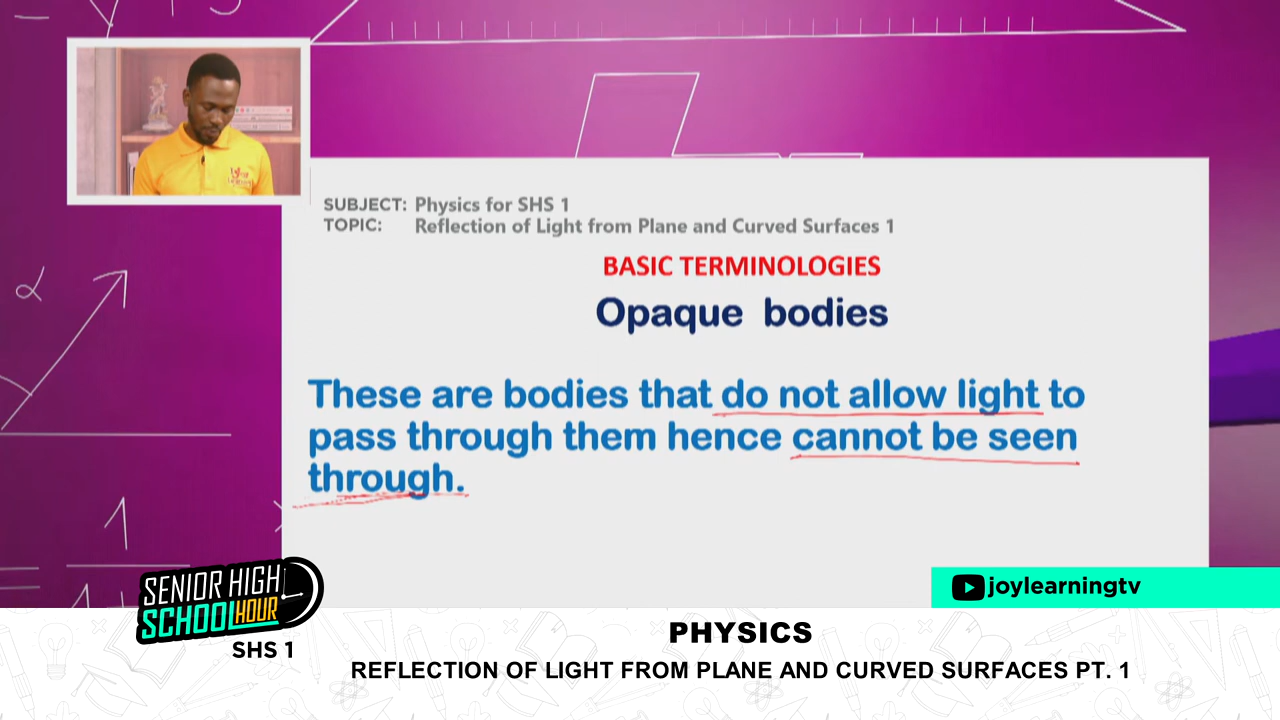 SUBJECT: Physics for SHS 1
TOPIC: Reflection of Light from Plane and Curved Surfaces 1
BASIC TERMINOLOGIES
Opaque bodies
These are bodies that do not allow light to
pass through them hence cannot be seen
through.
α
1
SENIOR HIGH
SCHOOL HOUR
SHS 1
joylearningtv
PHYSICS
REFLECTION OF LIGHT FROM PLANE AND CURVED SURFACES PT. 1